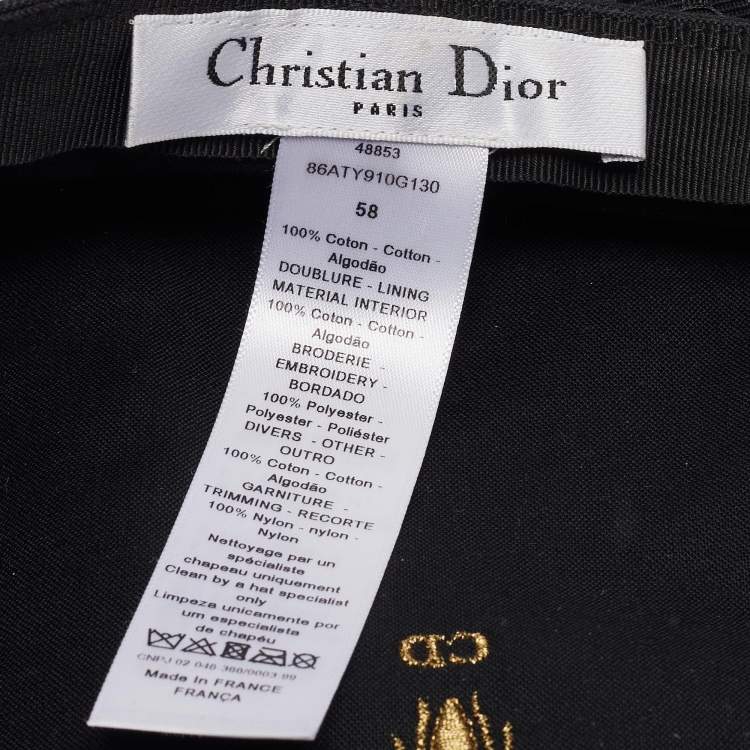 Christian Dior
PARIS
48853
86ATY910G130
58
100% Coton - Cotton -
Algodão
DOUBLURE - LINING
MATERIAL INTERIOR
100% Coton - Cotton -
Algodão
BRODERIE -
EMBROIDERY -
BORDADO
100% Polyester -
Polyester - Poliéster
DIVERS - OTHER -
OUTRO
100% Coton - Cotton -
Algodão
GARNITURE -
TRIMMING - RECORTE
100% Nylon - nylon -
Nylon
Nettoyage par un
spécialiste
chapeau uniquement
Clean by a hat specialist
only
Limpeza unicamente por
um especialista
de chapéu
CNPJ 02 046
Made in FRANCE
FRANÇA
CD